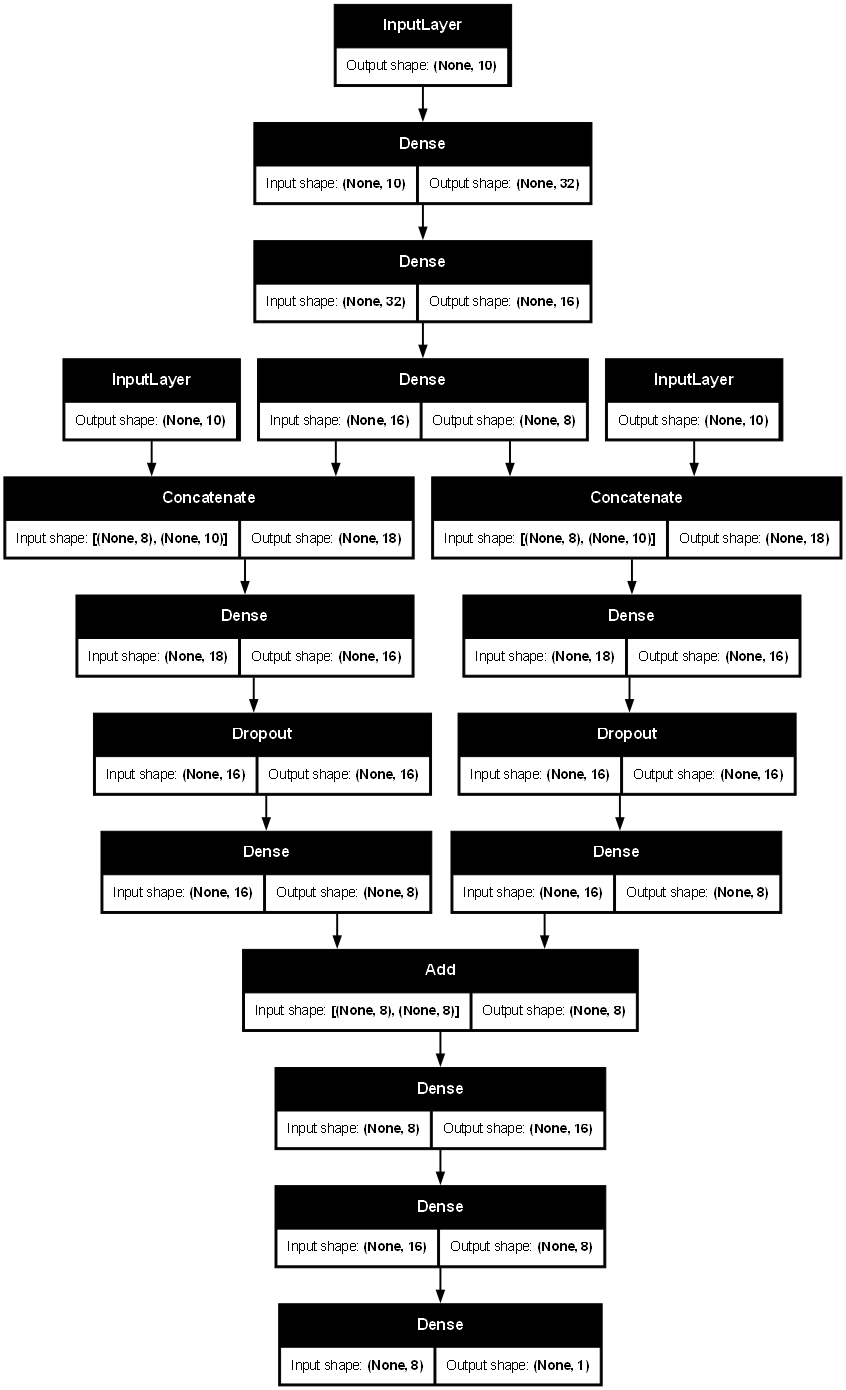 InputLayer
Output shape: (None, 10)
Dense
Input shape: (None, 10) Output shape: (None, 32)
Dense
Input shape: (None, 32) Output shape: (None, 16)
InputLayer
Output shape: (None, 10)
Dense
Input shape: (None, 16) Output shape: (None, 8)
InputLayer
Output shape: (None, 10)
Concatenate
Input shape: [(None, 8), (None, 10)] Output shape: (None, 18)
Concatenate
Input shape: [(None, 8), (None, 10)] Output shape: (None, 18)
Dense
Input shape: (None, 18) Output shape: (None, 16)
Dense
Input shape: (None, 18) Output shape: (None, 16)
Dropout
Input shape: (None, 16) Output shape: (None, 16)
Dropout
Input shape: (None, 16) Output shape: (None, 16)
Dense
Input shape: (None, 16) Output shape: (None, 8)
Dense
Input shape: (None, 16) Output shape: (None, 8)
Add
Input shape: [(None, 8), (None, 8)] Output shape: (None, 8)
Dense
Input shape: (None, 8) Output shape: (None, 16)
Dense
Input shape: (None, 16) Output shape: (None, 8)
Dense
Input shape: (None, 8) Output shape: (None, 1)